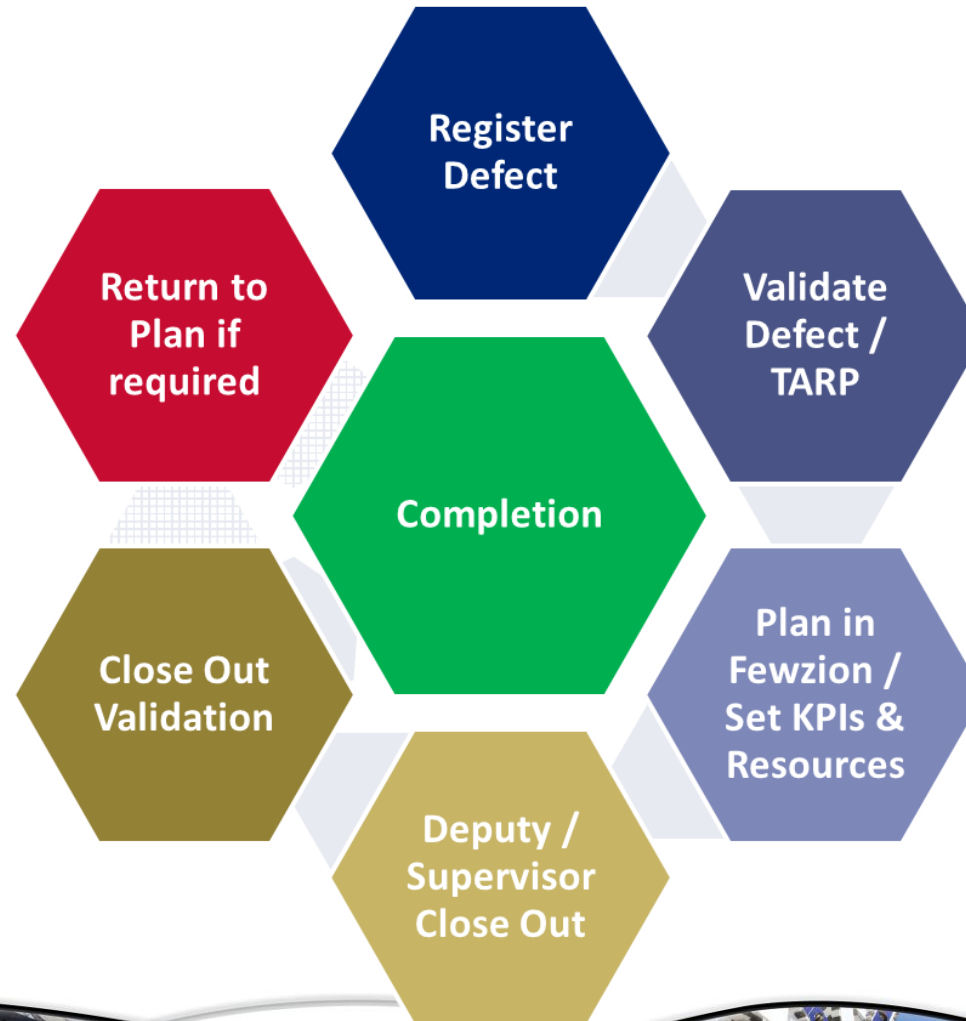 Register
Defect
Validate
Defect /
TARP
Plan in
Fewzion /
Set KPIs &
Resources
Deputy /
Supervisor
Close Out
Close Out
Validation
Return to
Plan if
required
Completion